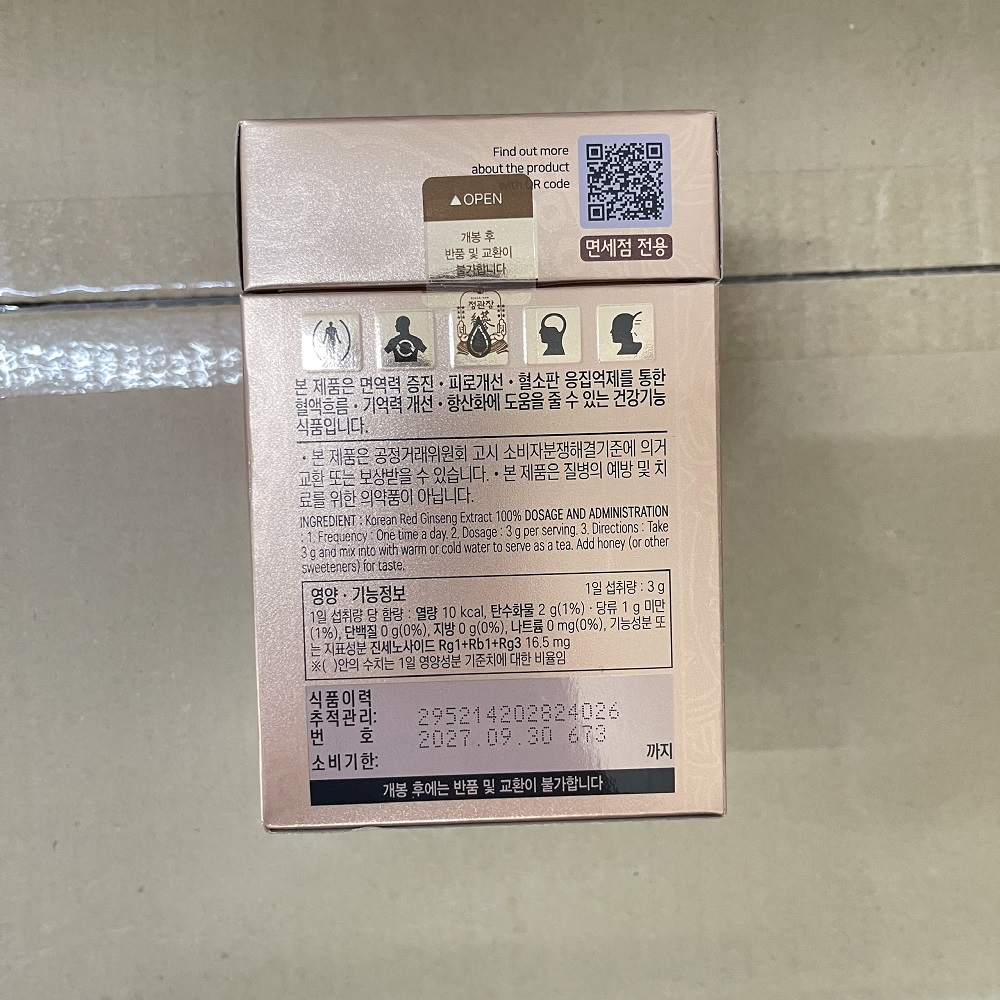 Find out more
about the product
with QR code
▲OPEN
개봉 후
반품 및 교환이
불가합니다
면세점 전용
정관장
본 제품은 면역력 증진 • 피로개선 • 혈소판 응집억제를 통한
혈액흐름 • 기억력 개선 • 항산화에 도움을 줄 수 있는 건강기능
식품입니다.
• 본 제품은 공정거래위원회 고시 소비자분쟁해결기준에 의거
교환 또는 보상받을 수 있습니다. • 본 제품은 질병의 예방 및 치
료를 위한 의약품이 아닙니다.
INGREDIENT : Korean Red Ginseng Extract 100% DOSAGE AND ADMINISTRATION
: 1. Frequency : One time a day. 2. Dosage : 3 g per serving. 3. Directions : Take
3 g and mix into with warm or cold water to serve as a tea. Add honey (or other
sweeteners) for taste.
영양 · 기능정보 1일 섭취량 : 3 g
1일 섭취량 당 함량 : 열량 10 kcal, 탄수화물 2 g(1%) · 당류 1 g 미만
(1%), 단백질 0 g(0%), 지방 0 g(0%), 나트륨 0 mg(0%), 기능성분 또
는 지표성분 진세노사이드 Rg1+Rb1+Rg3 16.5 mg
※( )안의 수치는 1일 영양성분 기준치에 대한 비율임
식품이력
추적관리: 295214202824026
번 호 2027.09.30 673
소비기한: 까지
개봉 후에는 반품 및 교환이 불가합니다